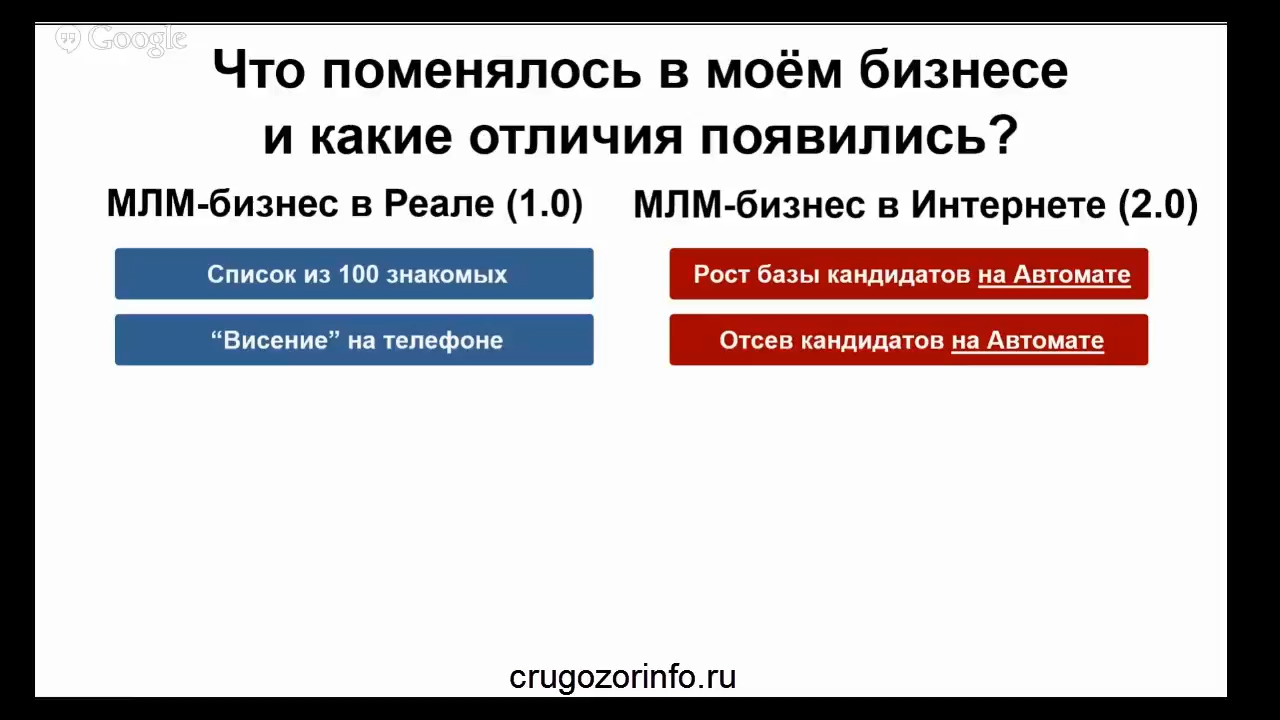 Google
Что поменялось в моём бизнесе
и какие отличия появились?
МЛМ-бизнес в Реале (1.0)
МЛМ-бизнес в Интернете (2.0)
Список из 100 знакомых
Рост базы кандидатов на Автомате
“Висение” на телефоне
Отсев кандидатов на Автомате
crugozorinfo.ru